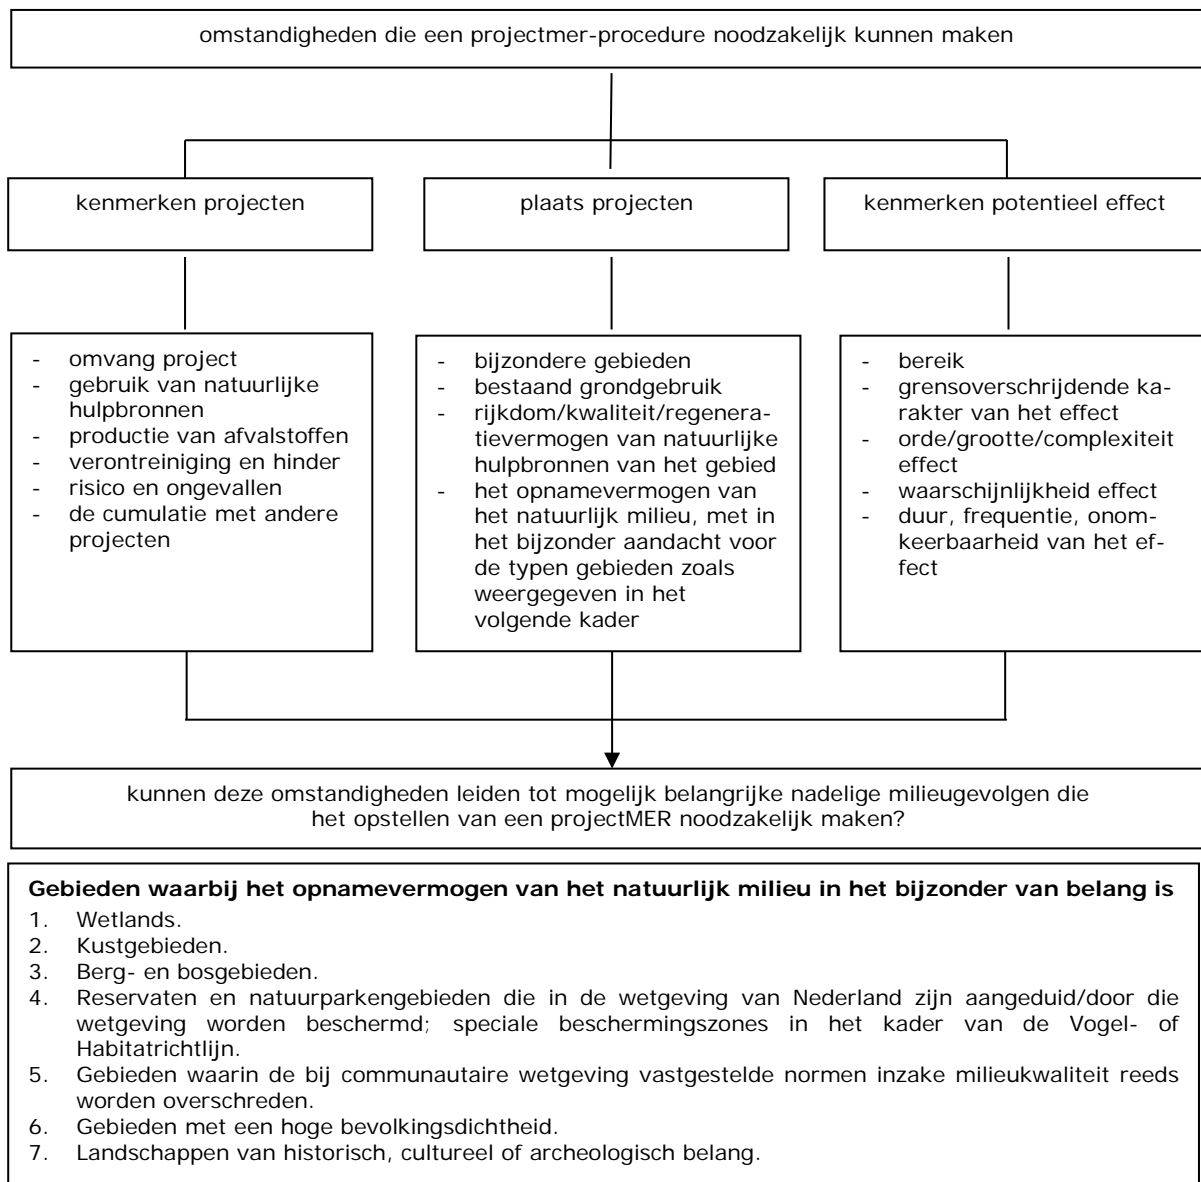 omstandigheden die een projectmer-procedure noodzakelijk kunnen maken
kenmerken projecten
plaats projecten
kenmerken potentieel effect
- omvang project
- gebruik van natuurlijke
hulpbronnen
- productie van afvalstoffen
- verontreiniging en hinder
- risico en ongevallen
- de cumulatie met andere
projecten
- bijzondere gebieden
- bestaand grondgebruik
- rijkdom/kwaliteit/regenera-
tievermogen van natuurlijke
hulpbronnen van het gebied
- het opnamevermogen van
het natuurlijk milieu, met in
het bijzonder aandacht voor
de typen gebieden zoals
weergegeven in het
volgende kader
- bereik
- grensoverschrijdende ka-
rakter van het effect
- orde/grootte/complexiteit
effect
- waarschijnlijkheid effect
- duur, frequentie, onom-
keerbaarheid van het ef-
fect
kunnen deze omstandigheden leiden tot mogelijk belangrijke nadelige milieugevolgen die
het opstellen van een projectMER noodzakelijk maken?
Gebieden waarbij het opnamevermogen van het natuurlijk milieu in het bijzonder van belang is
1. Wetlands.
2. Kustgebieden.
3. Berg- en bosgebieden.
4. Reservaten en natuurparkengebieden die in de wetgeving van Nederland zijn aangeduid/door die
wetgeving worden beschermd; speciale beschermingszones in het kader van de Vogel- of
Habitatrichtlijn.
5. Gebieden waarin de bij communautaire wetgeving vastgestelde normen inzake milieukwaliteit reeds
worden overschreden.
6. Gebieden met een hoge bevolkingsdichtheid.
7. Landschappen van historisch, cultureel of archeologisch belang.